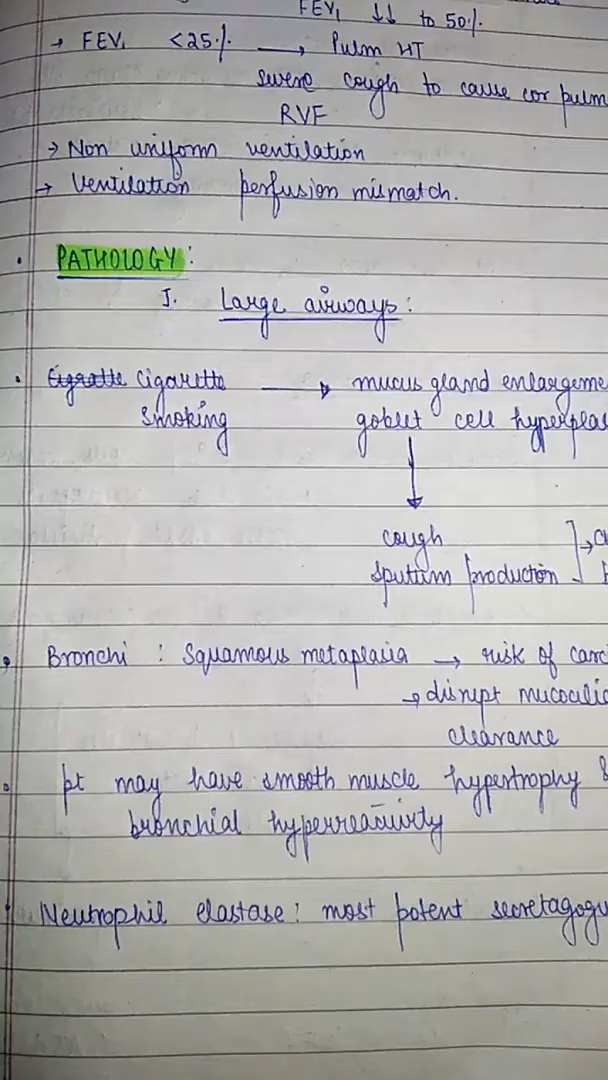 FEV₁ ↓↓ to 50%
→ FEV₁ <25% → Pulm HT
severe cough to cause cor pulm
RVF
→ Non uniform ventilation
→ Ventilation perfusion mismatch.
• PATHOLOGY:
I. Large airways:
• Cigarette smoking → mucus gland enlargeme
goblet cell hyperplas
↓
cough
sputum production ] →
• Bronchi : Squamous metaplasia → risk of carc
→ disrupt mucocilia
clearance
• pt may have smooth muscle hypertrophy &
bronchial hyperreactivity
• Neutrophil elastase: most potent secretagogu